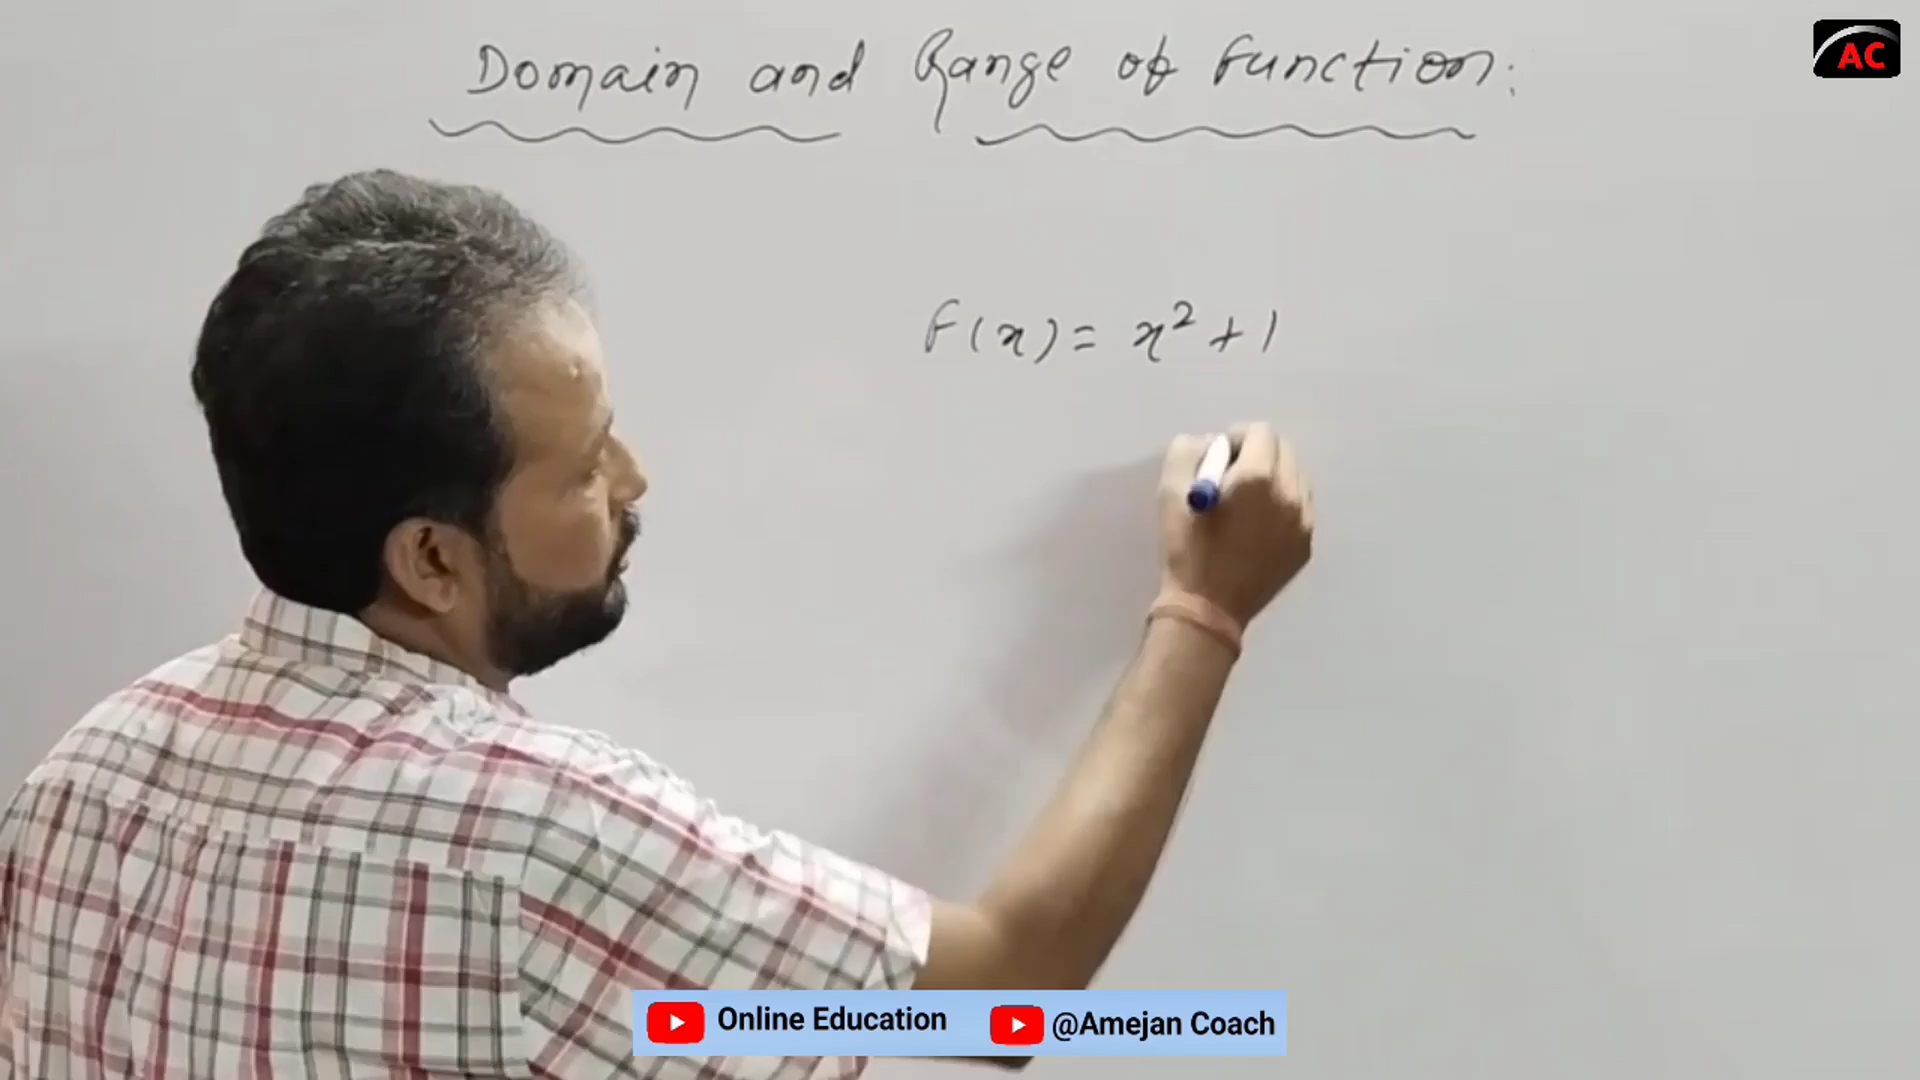 Domain and Range of Function:
AC
F(x) = x² + 1
Online Education
@Amejan Coach